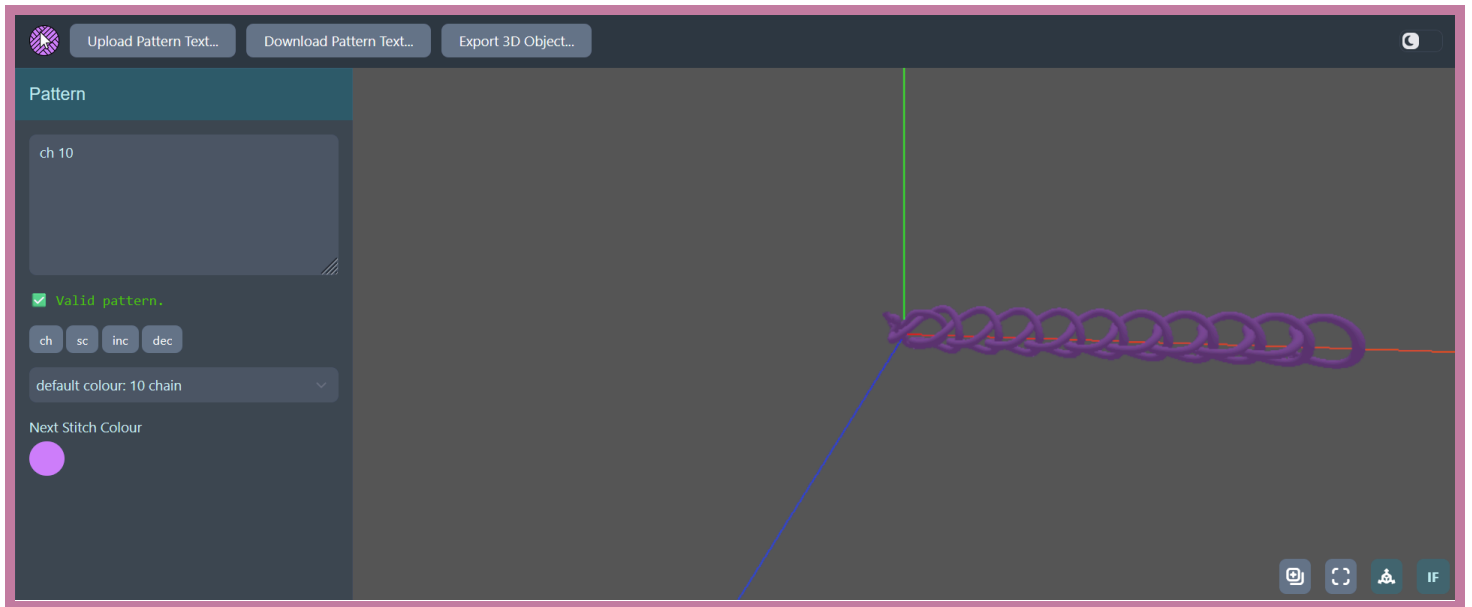 Upload Pattern Text...
Download Pattern Text...
Export 3D Object...
Pattern
ch 10
Valid pattern.
ch
sc
inc
dec
default colour: 10 chain
Next Stitch Colour
IF